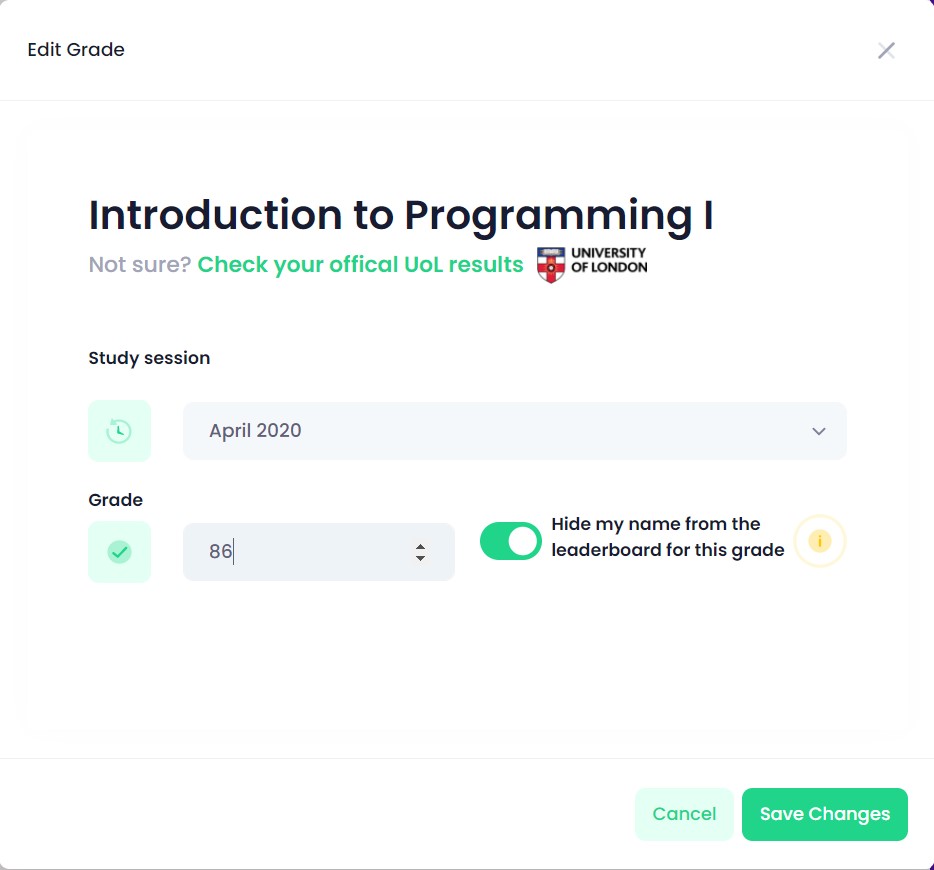 Edit Grade
Introduction to Programming I
Not sure? Check your offical UoL results
UNIVERSITY
OF LONDON
Study session
April 2020
Grade
86
Hide my name from the
leaderboard for this grade
Cancel
Save Changes